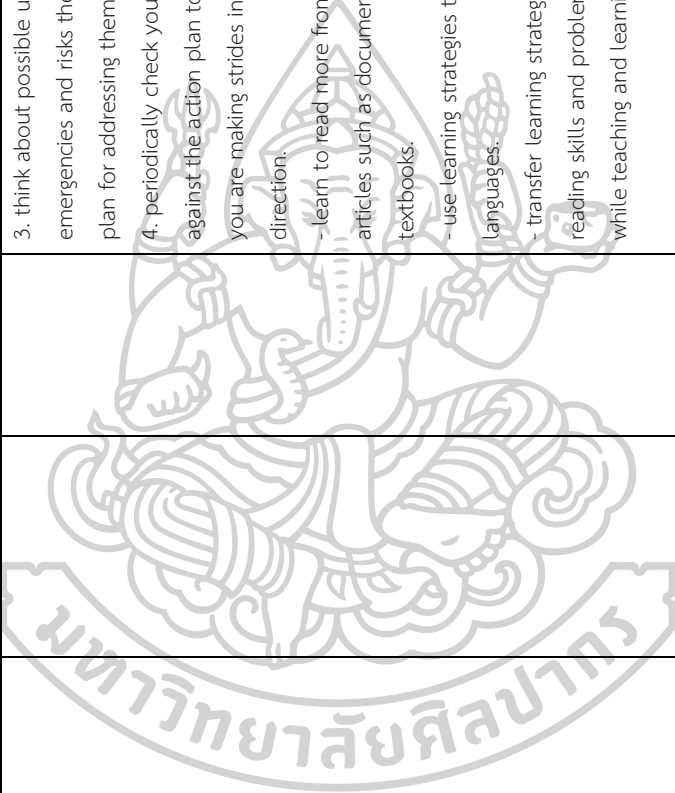 3. think about possible u
emergencies and risks the
plan for addressing them
4. periodically check you
against the action plan to
you are making strides in
direction.
- learn to read more from
articles such as documen
textbooks.
- use learning strategies t
languages.
- transfer learning strateg
reading skills and problem
while teaching and learni
มหาวิทยาลัยศิลปากร